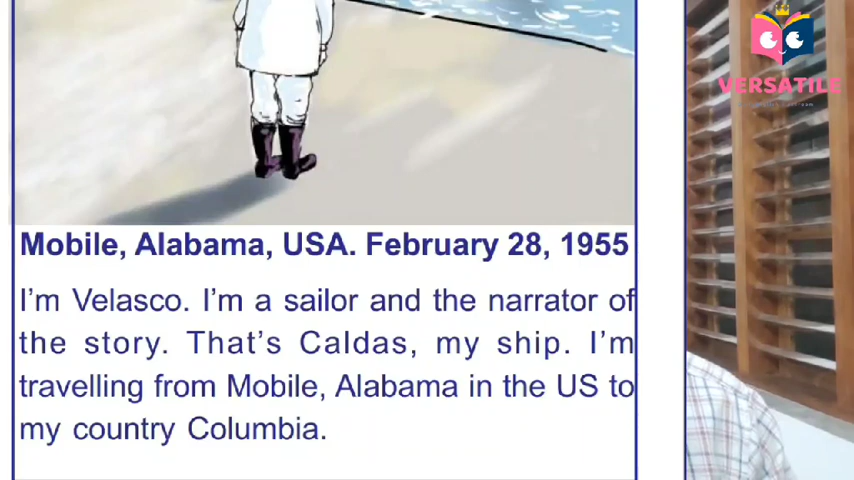 VERSATILE
Mobile, Alabama, USA. February 28, 1955
I'm Velasco. I'm a sailor and the narrator of
the story. That's Caldas, my ship. I'm
travelling from Mobile, Alabama in the US to
my country Columbia.